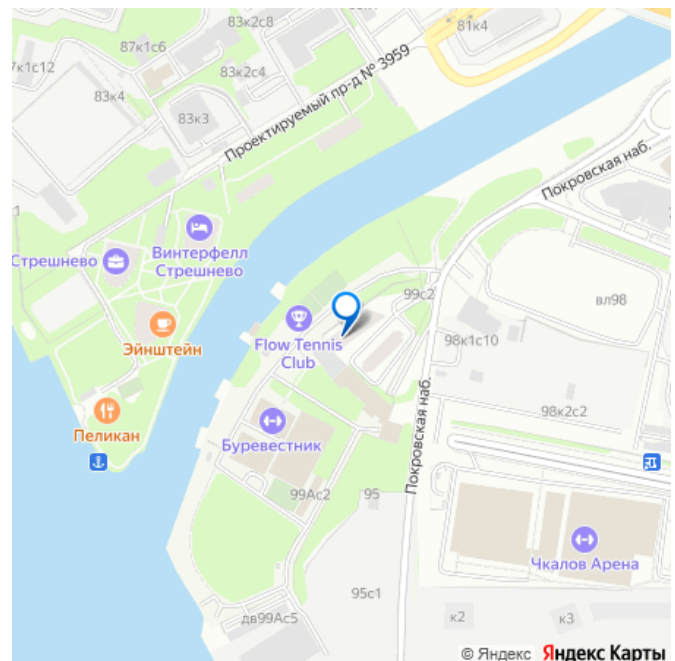 83к2с8
81к4
87к1с6
7к1с12
83к2с4
83к4
83к3
Проектируемый пр-д № 3959
Покровская наб.
Стрешнево
Винтерфелл
Стрешнево
99с2
вл98
Эйнштейн
Flow Tennis
Club
98к1с10
Пеликан
Буревестник
Покровская наб.
98к2с2
99Ас2
95
Чкалов Арена
95с1
дв99Ас5
к2
к3
© Яндекс Яндекс Карты